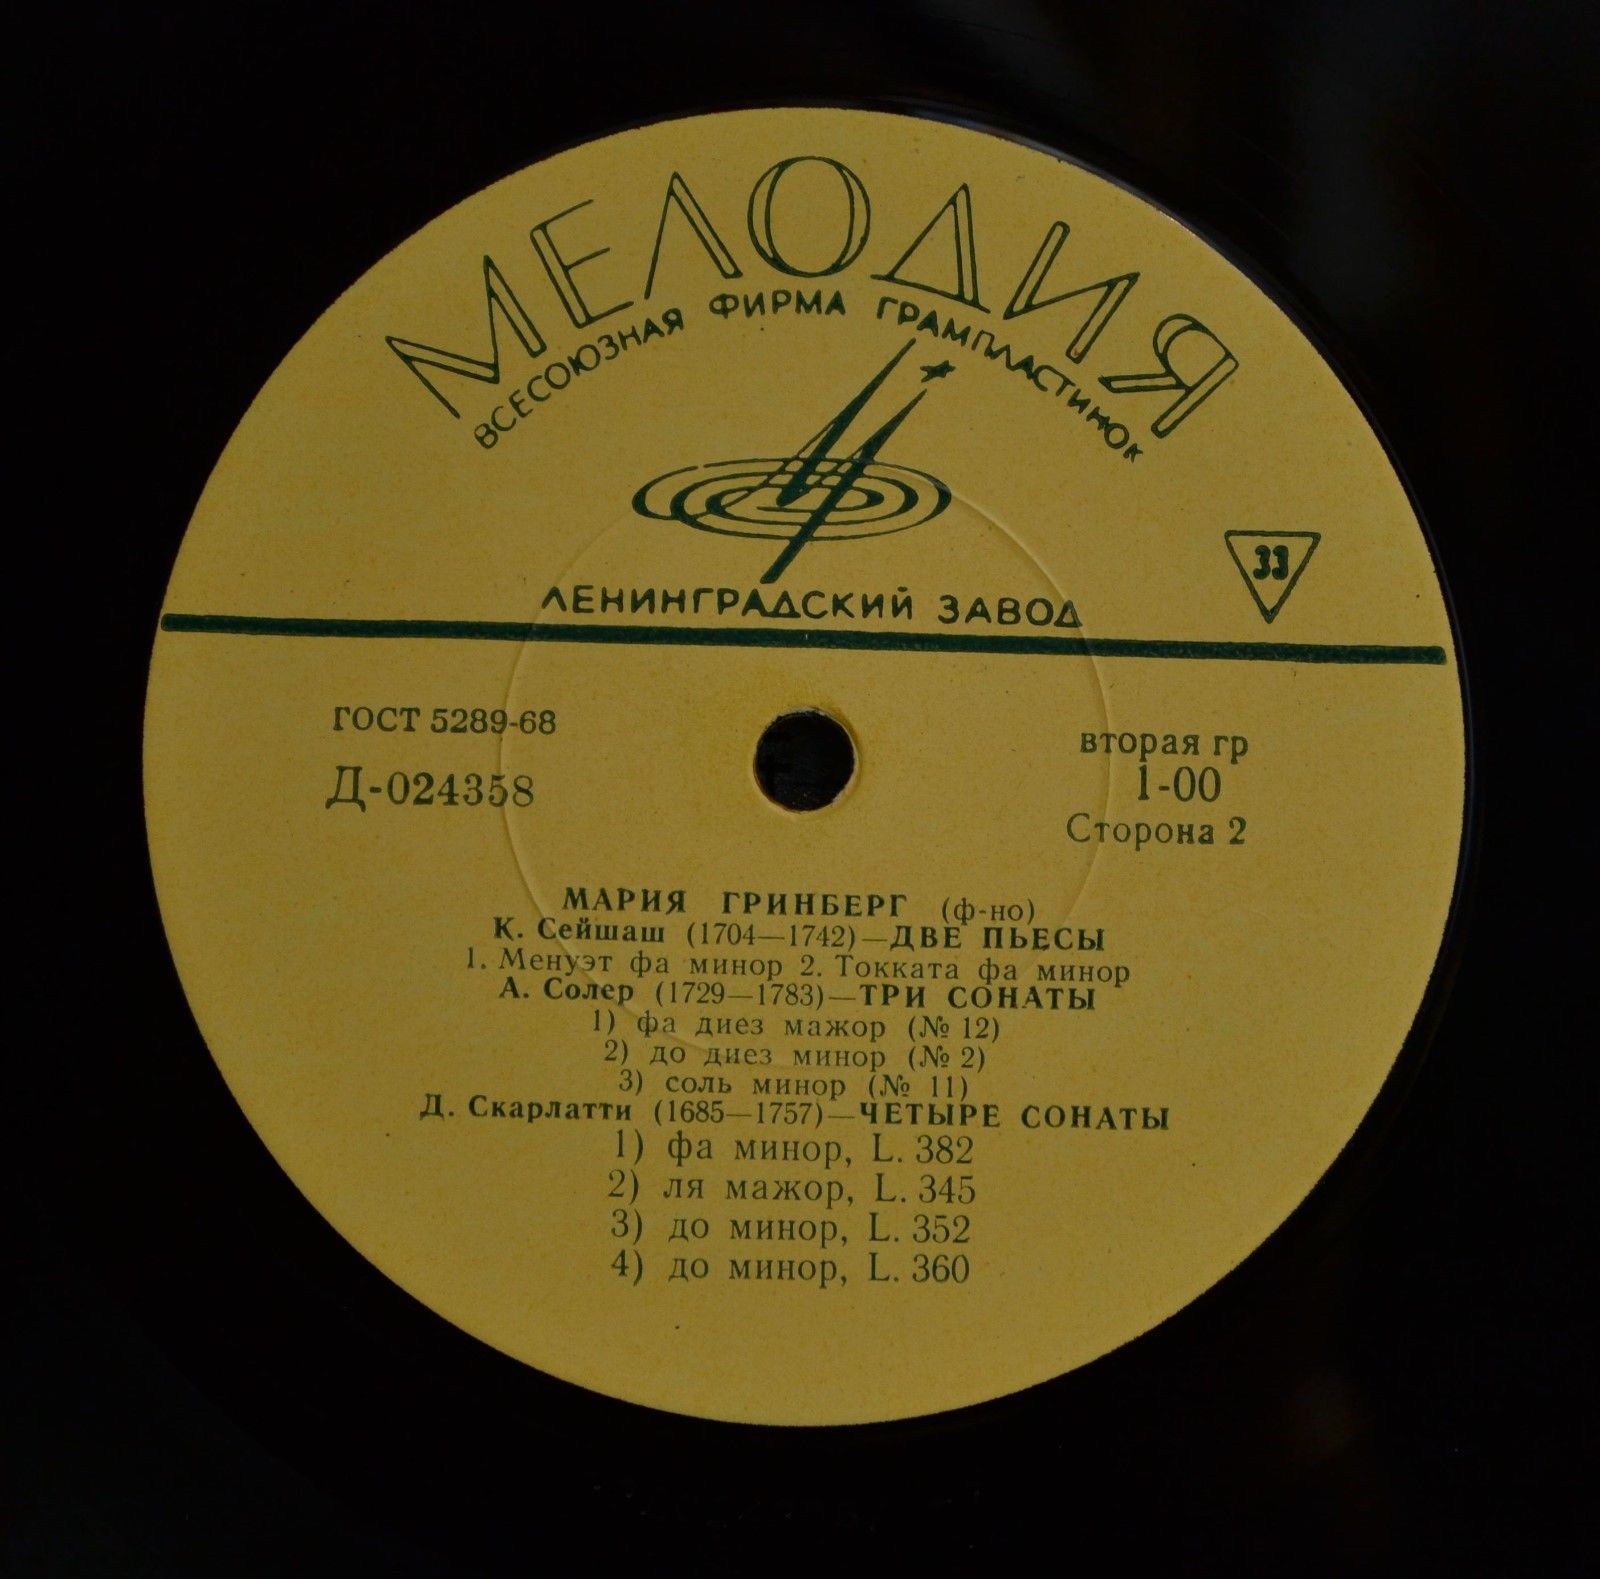 МЕЛОДИЯ
ВСЕСОЮЗНАЯ ФИРМА ГРАМПЛАСТИНОК
33
ЛЕНИНГРАДСКИЙ ЗАВОД
ГОСТ 5289-68
Д-024358
вторая гр
1-00
Сторона 2
МАРИЯ ГРИНБЕРГ (ф-но)
К. Сейшаш (1704—1742)—ДВЕ ПЬЕСЫ
1. Менуэт фа минор 2. Токката фа минор
А. Солер (1729—1783)—ТРИ СОНАТЫ
1) фа диез мажор (№ 12)
2) до диез минор (№ 2)
3) соль минор (№ 11)
Д. Скарлатти (1685—1757)—ЧЕТЫРЕ СОНАТЫ
1) фа минор, L. 382
2) ля мажор, L. 345
3) до минор, L. 352
4) до минор, L. 360